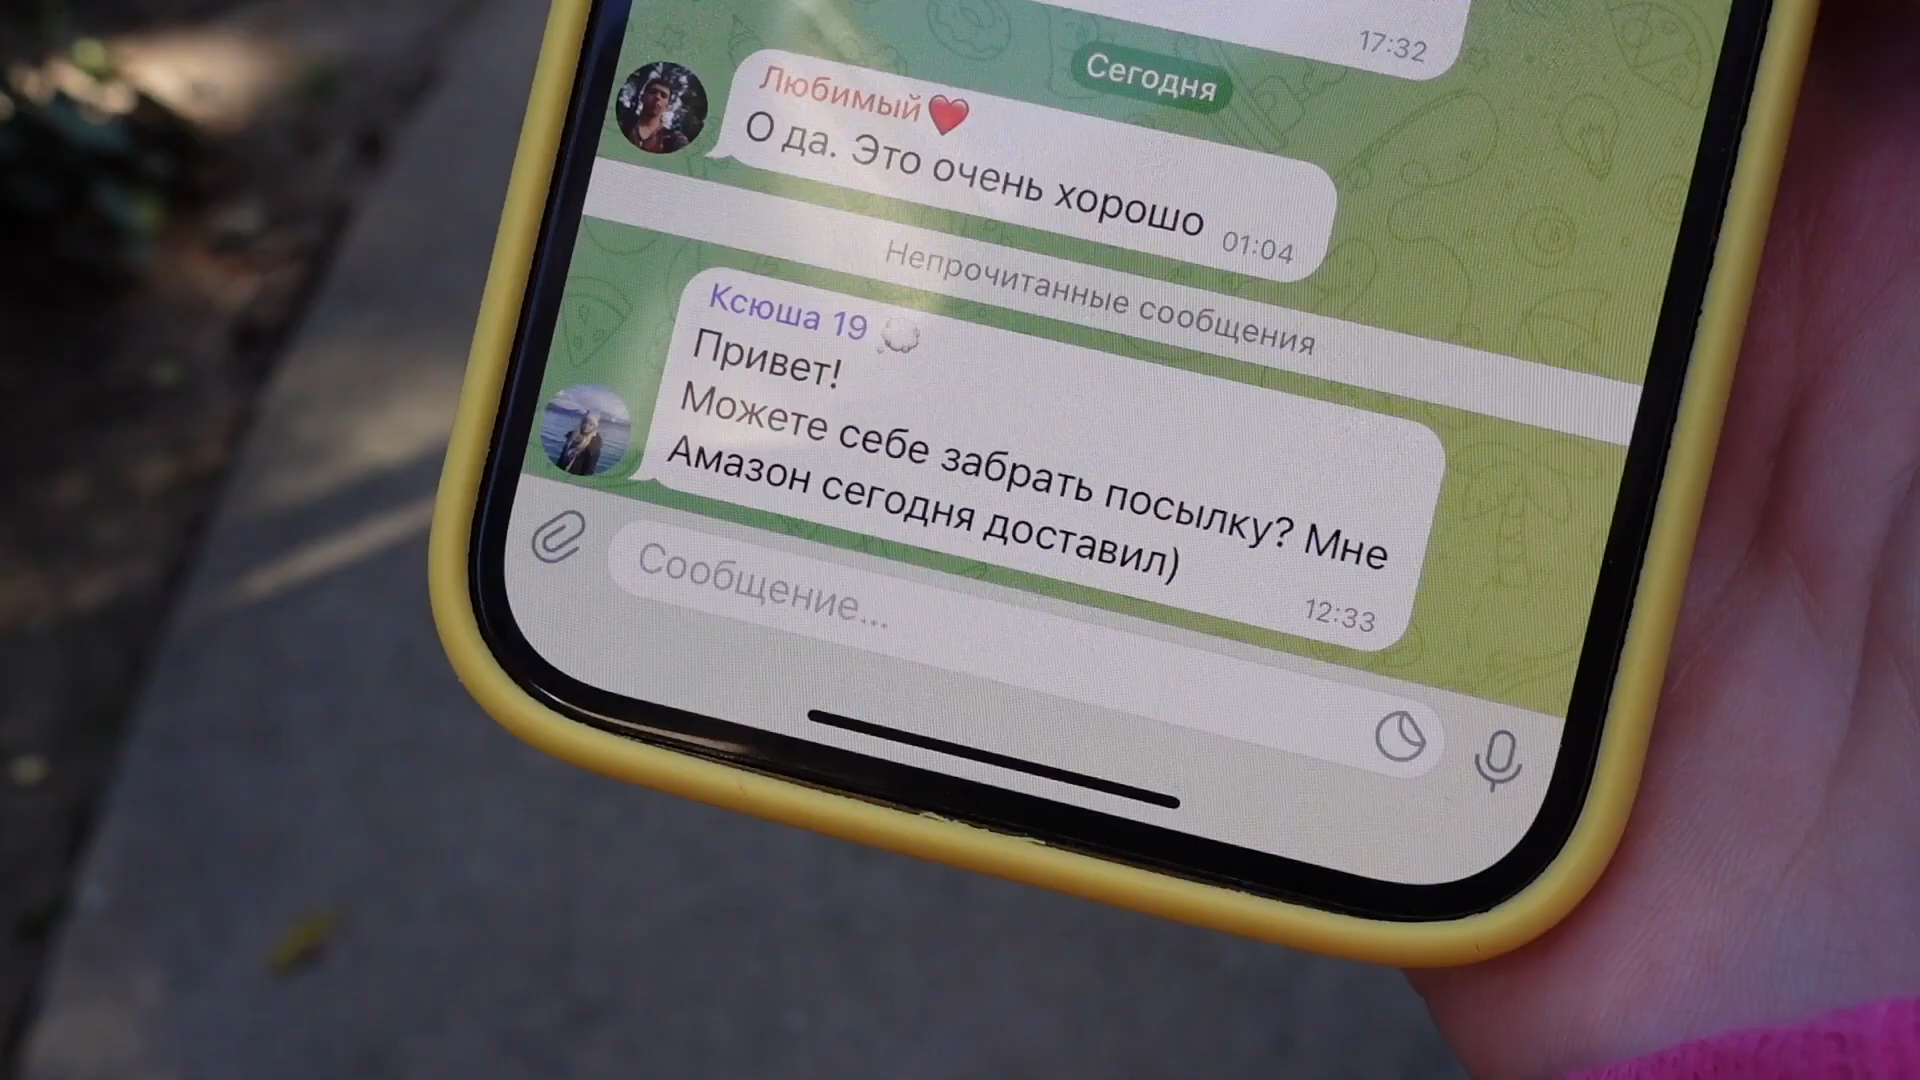 17:32
Сегодня
Любимый❤️
О да. Это очень хорошо 01:04
Непрочитанные сообщения
Ксюша 19
Привет!
Можете себе забрать посылку? Мне
Амазон сегодня доставил)
12:33
Сообщение...